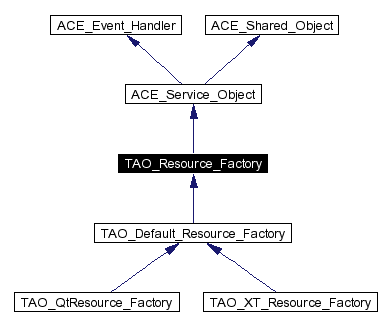 ACE_Event_Handler
ACE_Shared_Object
ACE_Service_Object
TAO_Resource_Factory
TAO_Default_Resource_Factory
TAO_QtResource_Factory
TAO_XT_Resource_Factory